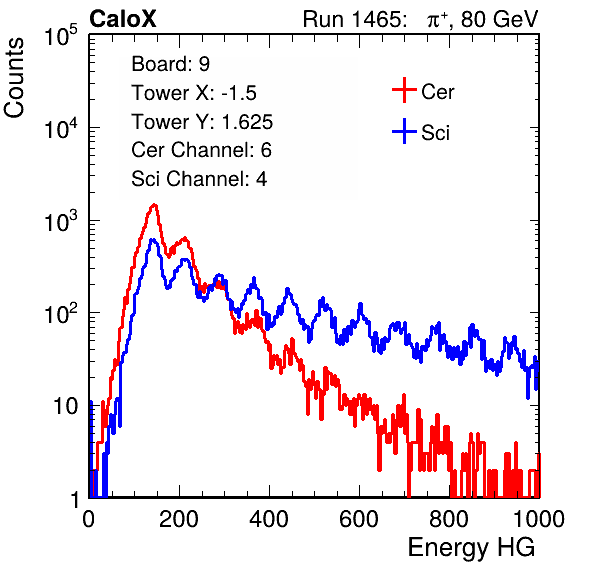 CaloX Run 1465: π⁺, 80 GeV
Counts
10⁵
10⁴
10³
10²
10
1
Board: 9
Tower X: -1.5
Tower Y: 1.625
Cer Channel: 6
Sci Channel: 4
Cer
Sci
0 200 400 600 800 1000
Energy HG